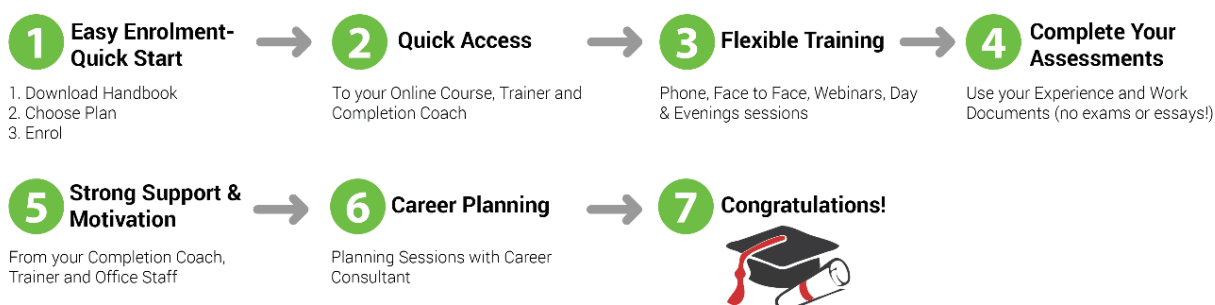 1
Easy Enrolment-
Quick Start
1. Download Handbook
2. Choose Plan
3. Enrol
2
Quick Access
To your Online Course, Trainer and
Completion Coach
3
Flexible Training
Phone, Face to Face, Webinars, Day
& Evenings sessions
4
Complete Your
Assessments
Use your Experience and Work
Documents (no exams or essays!)
5
Strong Support &
Motivation
From your Completion Coach,
Trainer and Office Staff
6
Career Planning
Planning Sessions with Career
Consultant
7
Congratulations!